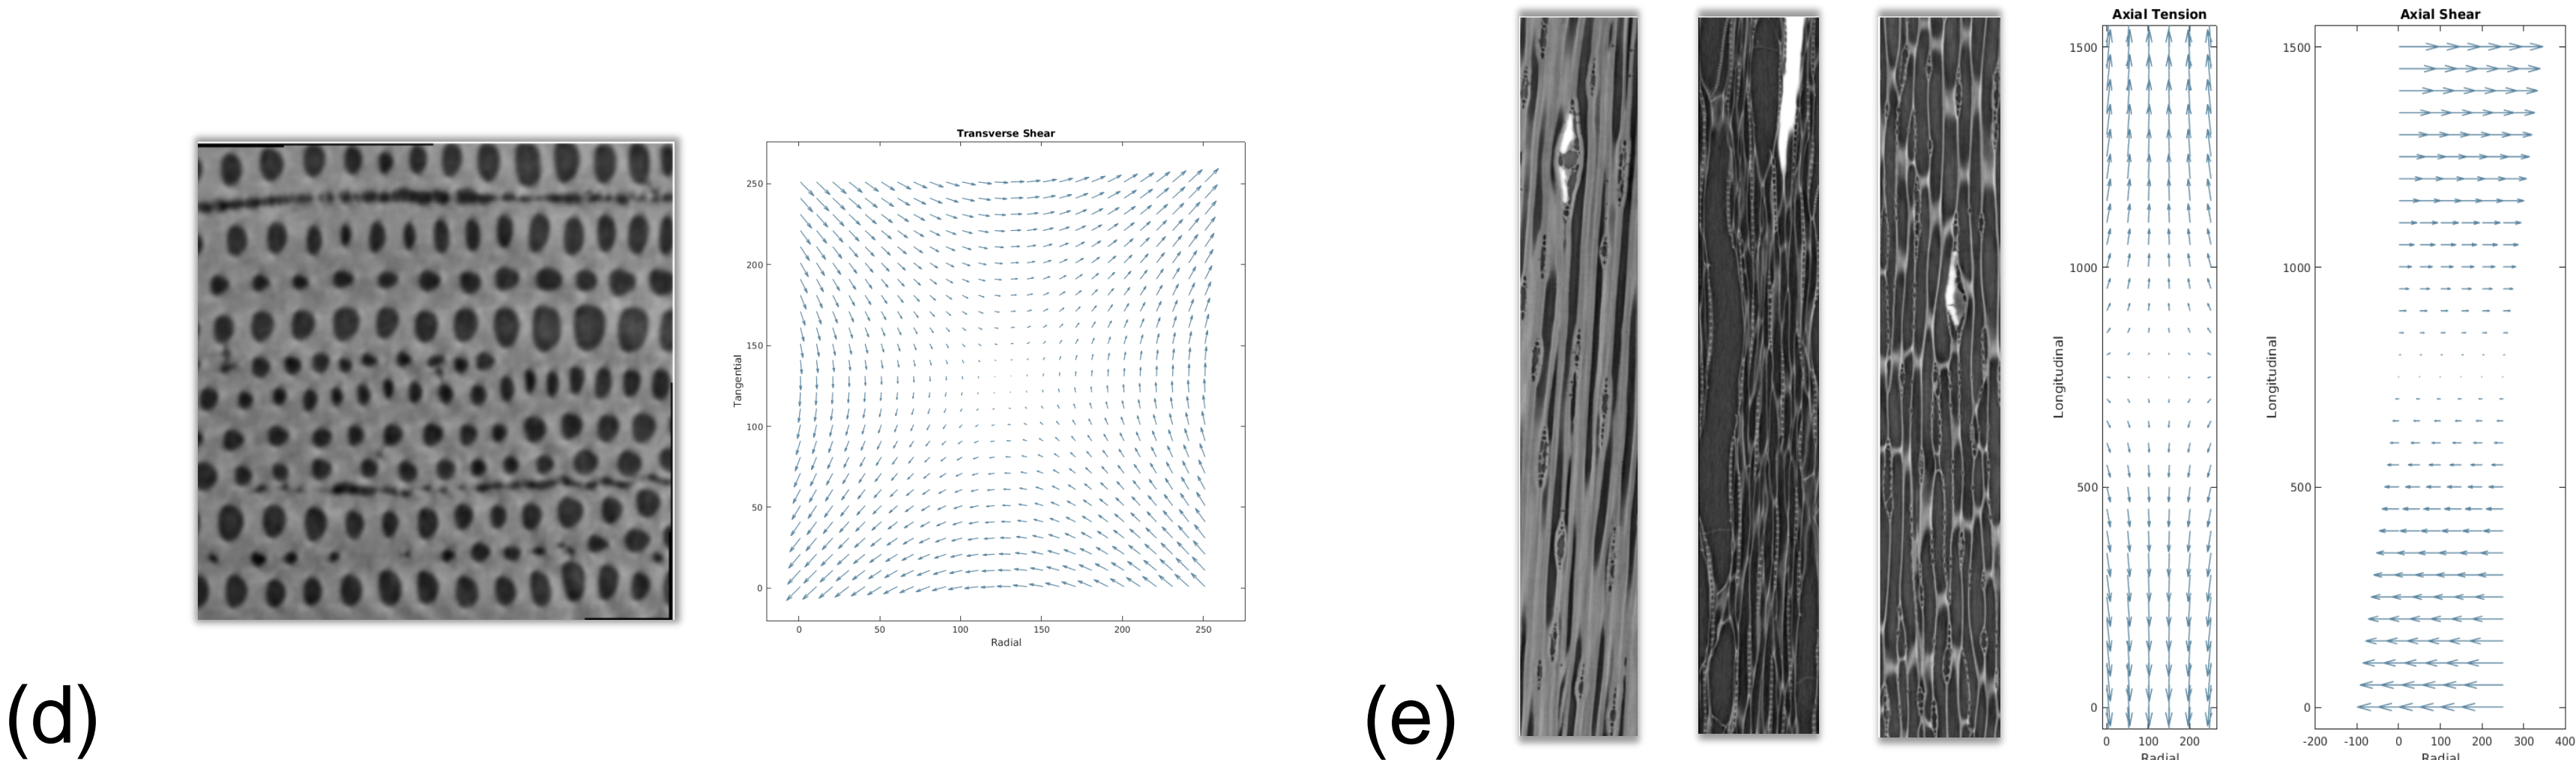 Transverse Shear
250
200
150
100
50
0
Tangential
0 50 100 150 200 250
Radial
(d)
Axial Tension
1500
1000
500
0
Longitudinal
0 100 200
Radial
Axial Shear
1500
1000
500
0
Longitudinal
-200 -100 0 100 200 300 400
Radial
(e)